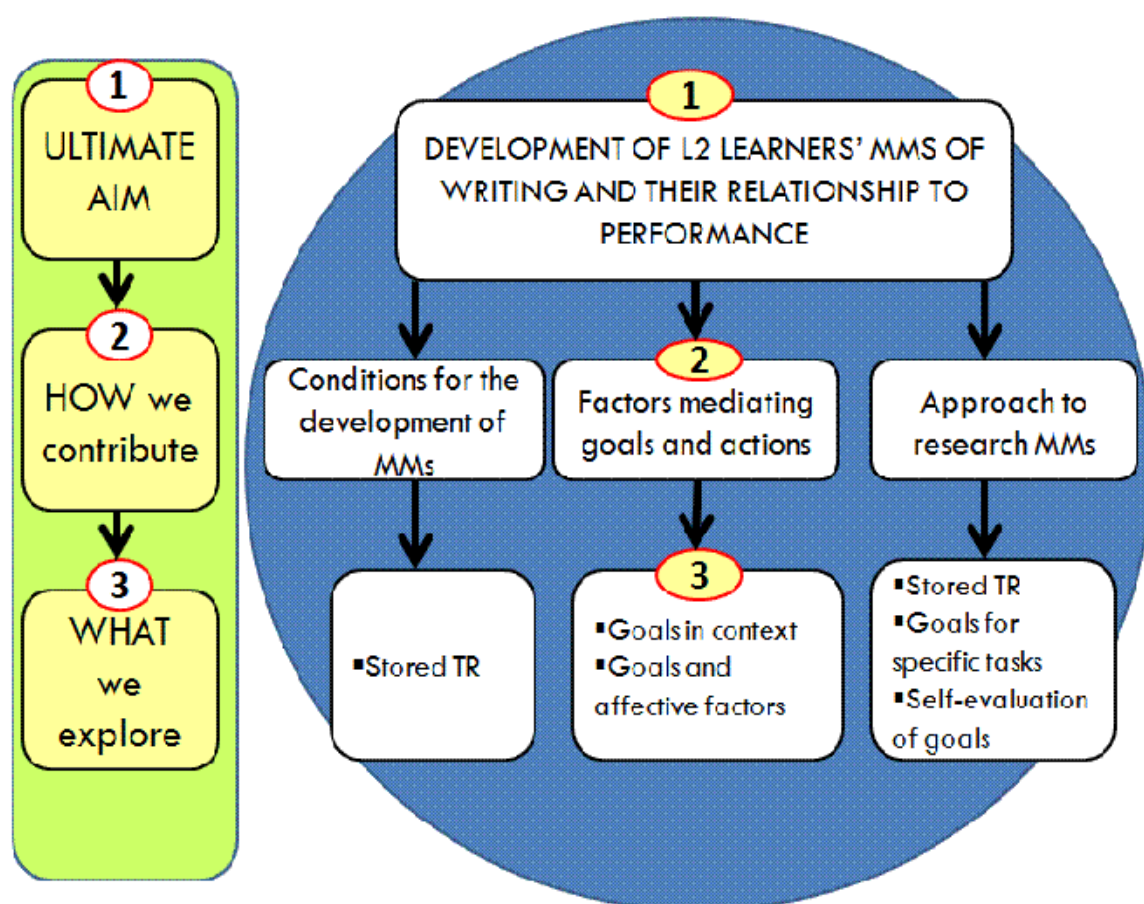 1
ULTIMATE
AIM
2
HOW we
contribute
3
WHAT
we
explore
1
DEVELOPMENT OF L2 LEARNERS' MMS OF
WRITING AND THEIR RELATIONSHIP TO
PERFORMANCE
Conditions for the
development of
MMs
2
Factors mediating
goals and actions
Approach to
research MMs
▪Stored TR
3
▪Goals in context
▪Goals and
affective factors
▪Stored TR
▪Goals for
specific tasks
▪Self-evaluation
of goals